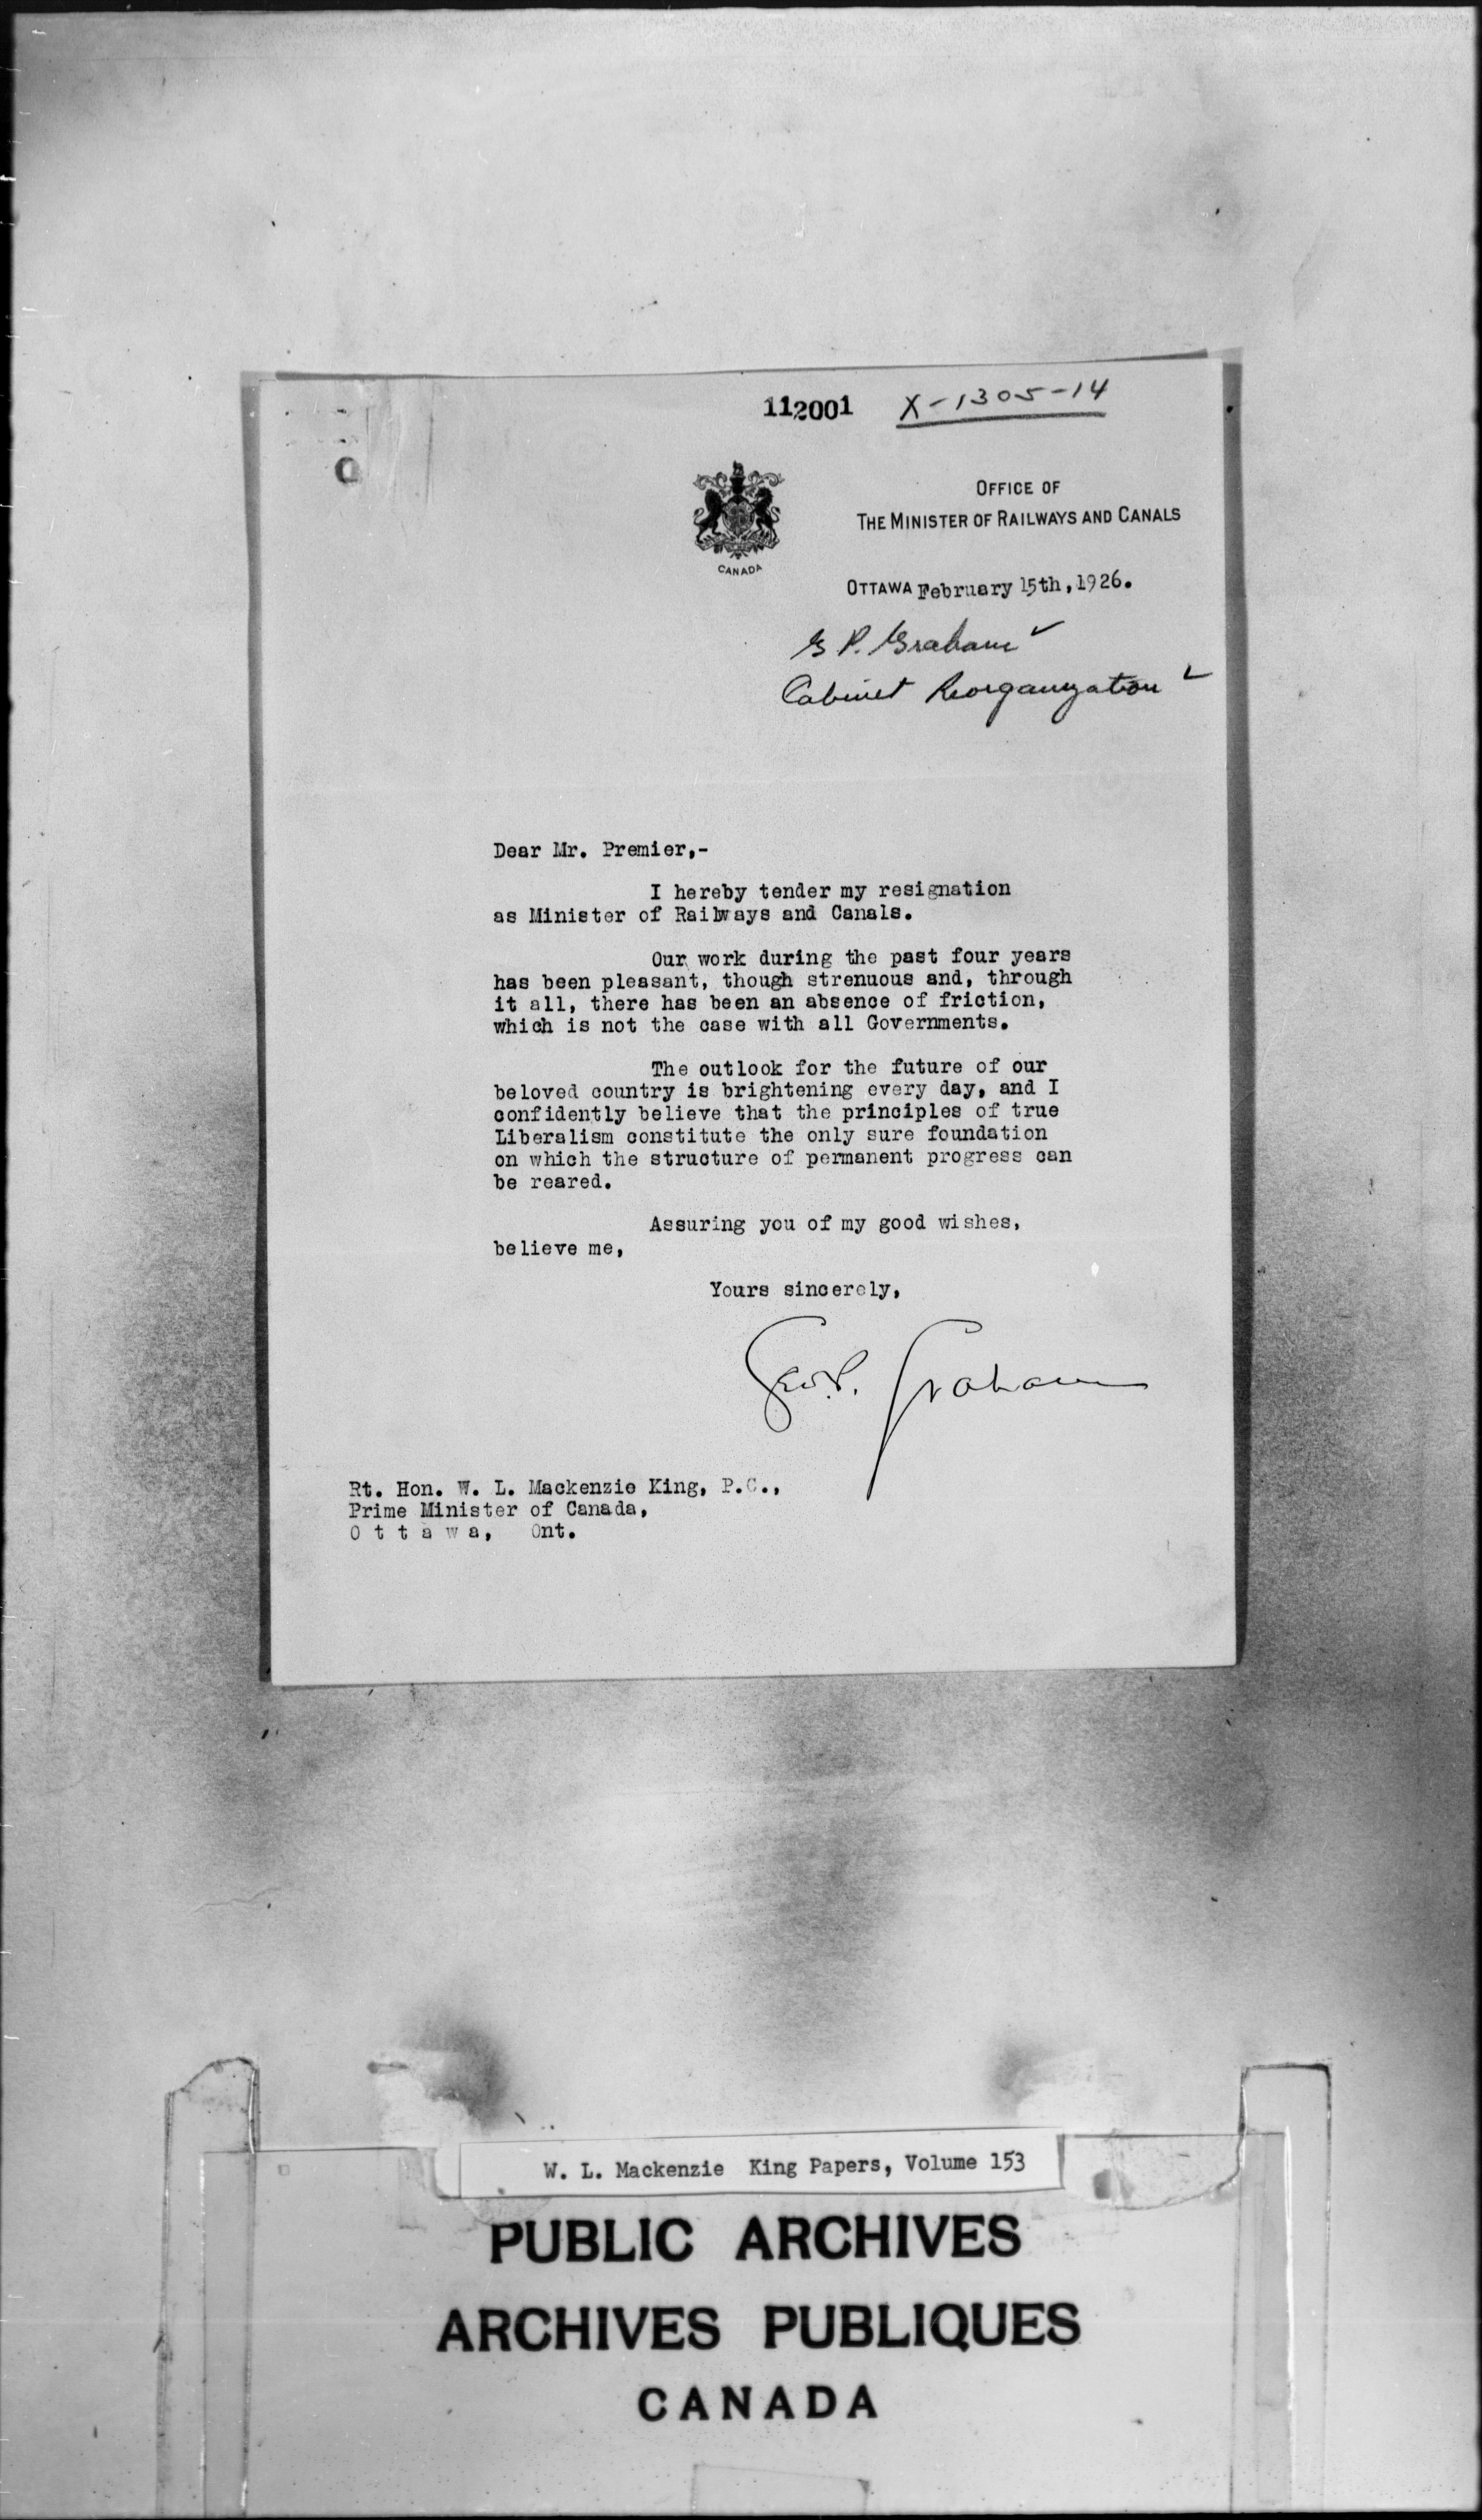 112001 X-1305-14
OFFICE OF
THE MINISTER OF RAILWAYS AND CANALS
CANADA
OTTAWA February 15th, 1926.
G P. Graham
Cabinet Reorganization
Dear Mr. Premier,-
I hereby tender my resignation
as Minister of Railways and Canals.
Our work during the past four years
has been pleasant, though strenuous and, through
it all, there has been an absence of friction,
which is not the case with all Governments.
The outlook for the future of our
beloved country is brightening every day, and I
confidently believe that the principles of true
Liberalism constitute the only sure foundation
on which the structure of permanent progress can
be reared.
Assuring you of my good wishes,
believe me,
Yours sincerely,
Geo. P. Graham
Rt. Hon. W. L. Mackenzie King, P.C.,
Prime Minister of Canada,
O t t a w a, Ont.
W. L. Mackenzie King Papers, Volume 153
PUBLIC ARCHIVES
ARCHIVES PUBLIQUES
CANADA